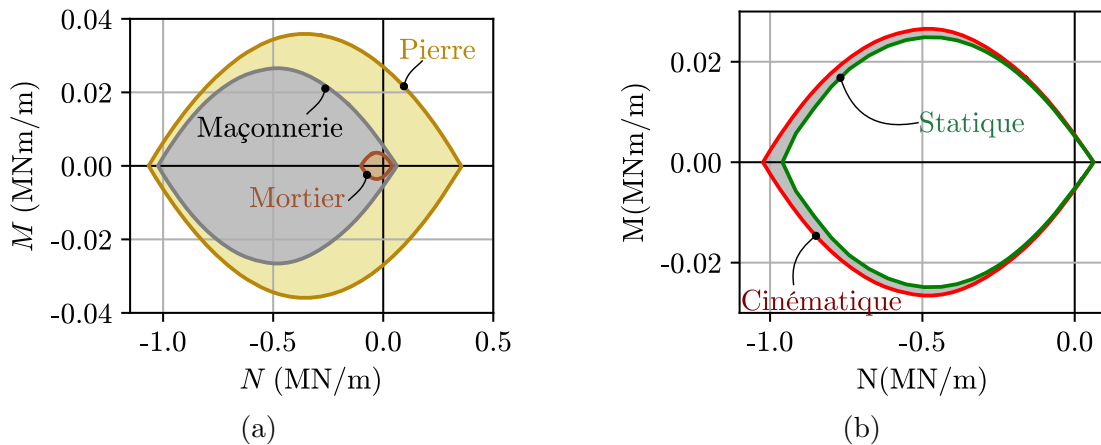 0.04
0.02
0.00
-0.02
-0.04
M (MNm/m)
-1.0
-0.5
0.0
0.5
N (MN/m)
Pierre
Maçonnerie
Mortier
(a)
0.02
0.00
-0.02
M(MNm/m)
-1.0
-0.5
0.0
N(MN/m)
Statique
Cinématique
(b)